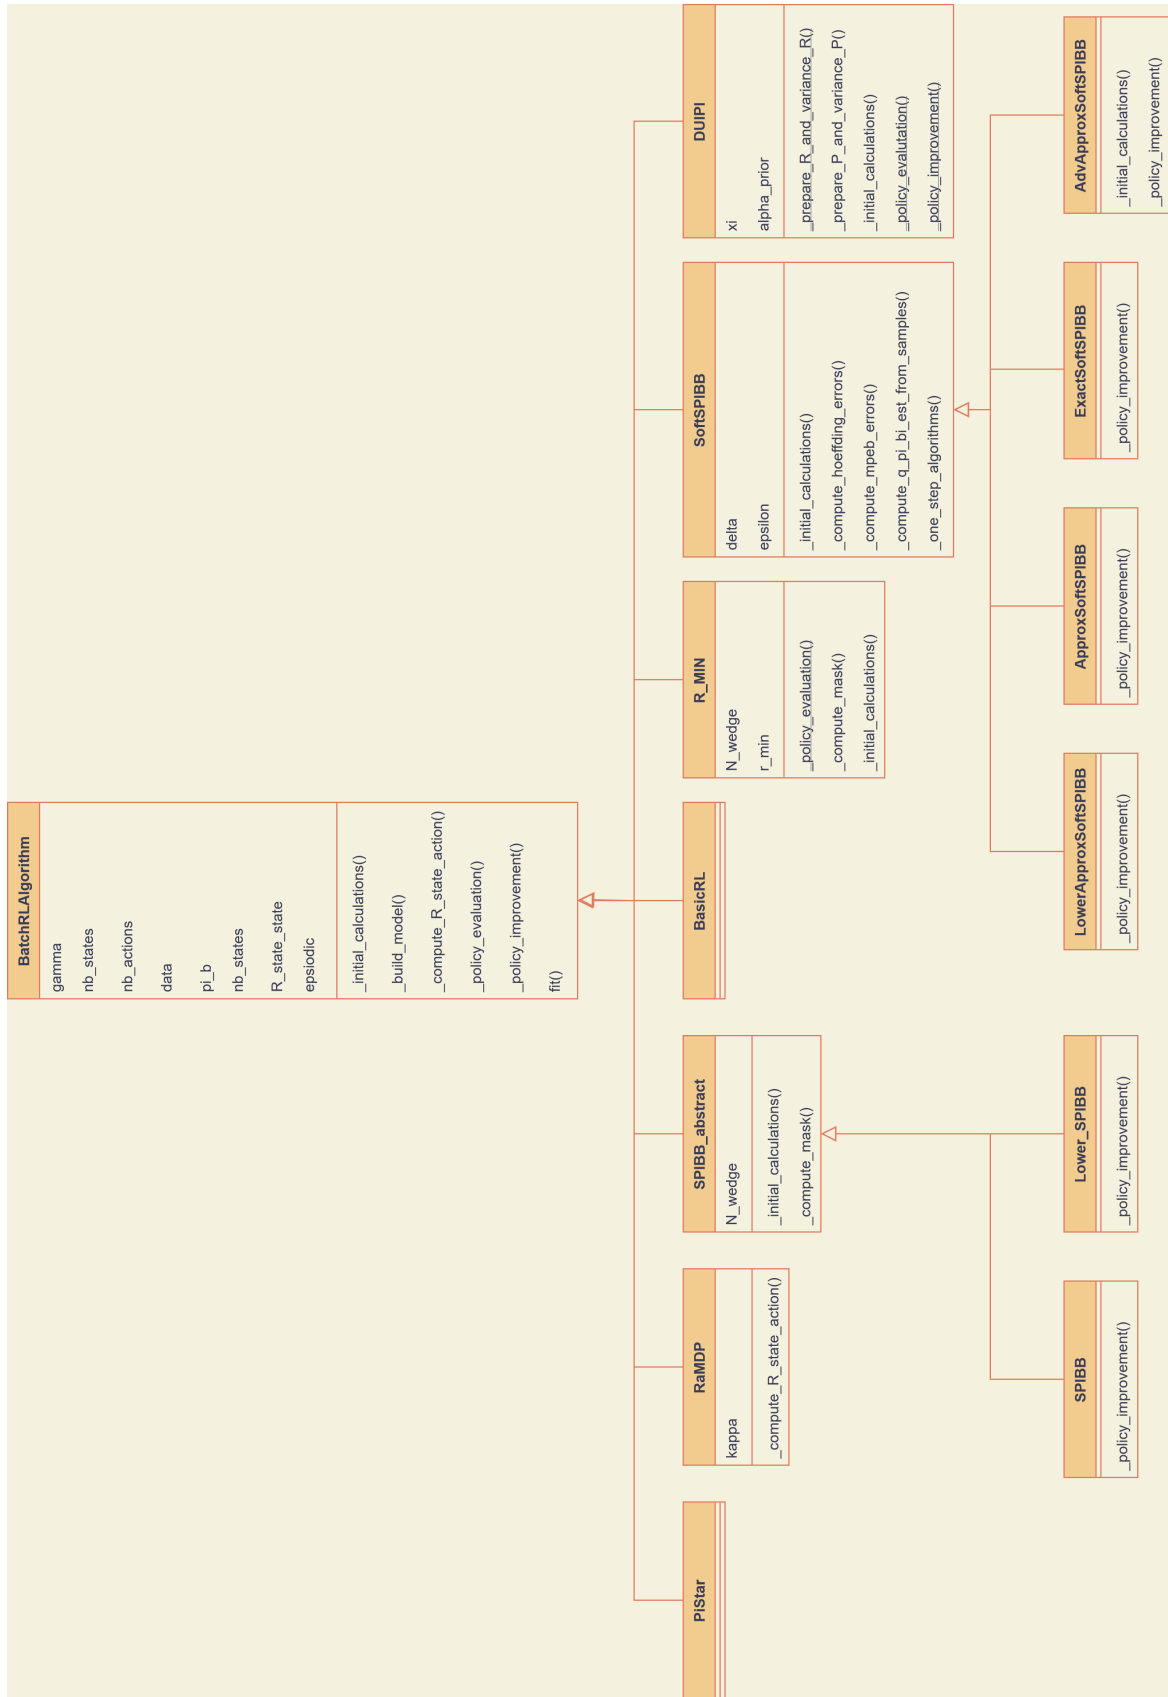 BatchRLAlgorithm
gamma
nb_states
nb_actions
data
pi_b
nb_states
R_state_state
epsiodic
_initial_calculations()
_build_model()
_compute_R_state_action()
_policy_evaluation()
_policy_improvement()
fit()
PiStar
RaMDP
kappa
_compute_R_state_action()
SPIBB_abstract
N_wedge
_initial_calculations()
_compute_mask()
BasicRL
R_MIN
N_wedge
r_min
_policy_evaluation()
_compute_mask()
_initial_calculations()
SoftSPIBB
delta
epsilon
_initial_calculations()
_compute_hoeffding_errors()
_compute_mpeb_errors()
_compute_q_pi_bi_est_from_samples()
_one_step_algorithms()
DUIPI
xi
alpha_prior
_prepare_R_and_variance_R()
_prepare_P_and_variance_P()
_initial_calculations()
_policy_evalutation()
_policy_improvement()
SPIBB
_policy_improvement()
Lower_SPIBB
_policy_improvement()
LowerApproxSoftSPIBB
_policy_improvement()
ApproxSoftSPIBB
_policy_improvement()
ExactSoftSPIBB
_policy_improvement()
AdvApproxSoftSPIBB
_initial_calculations()
_policy_improvement()